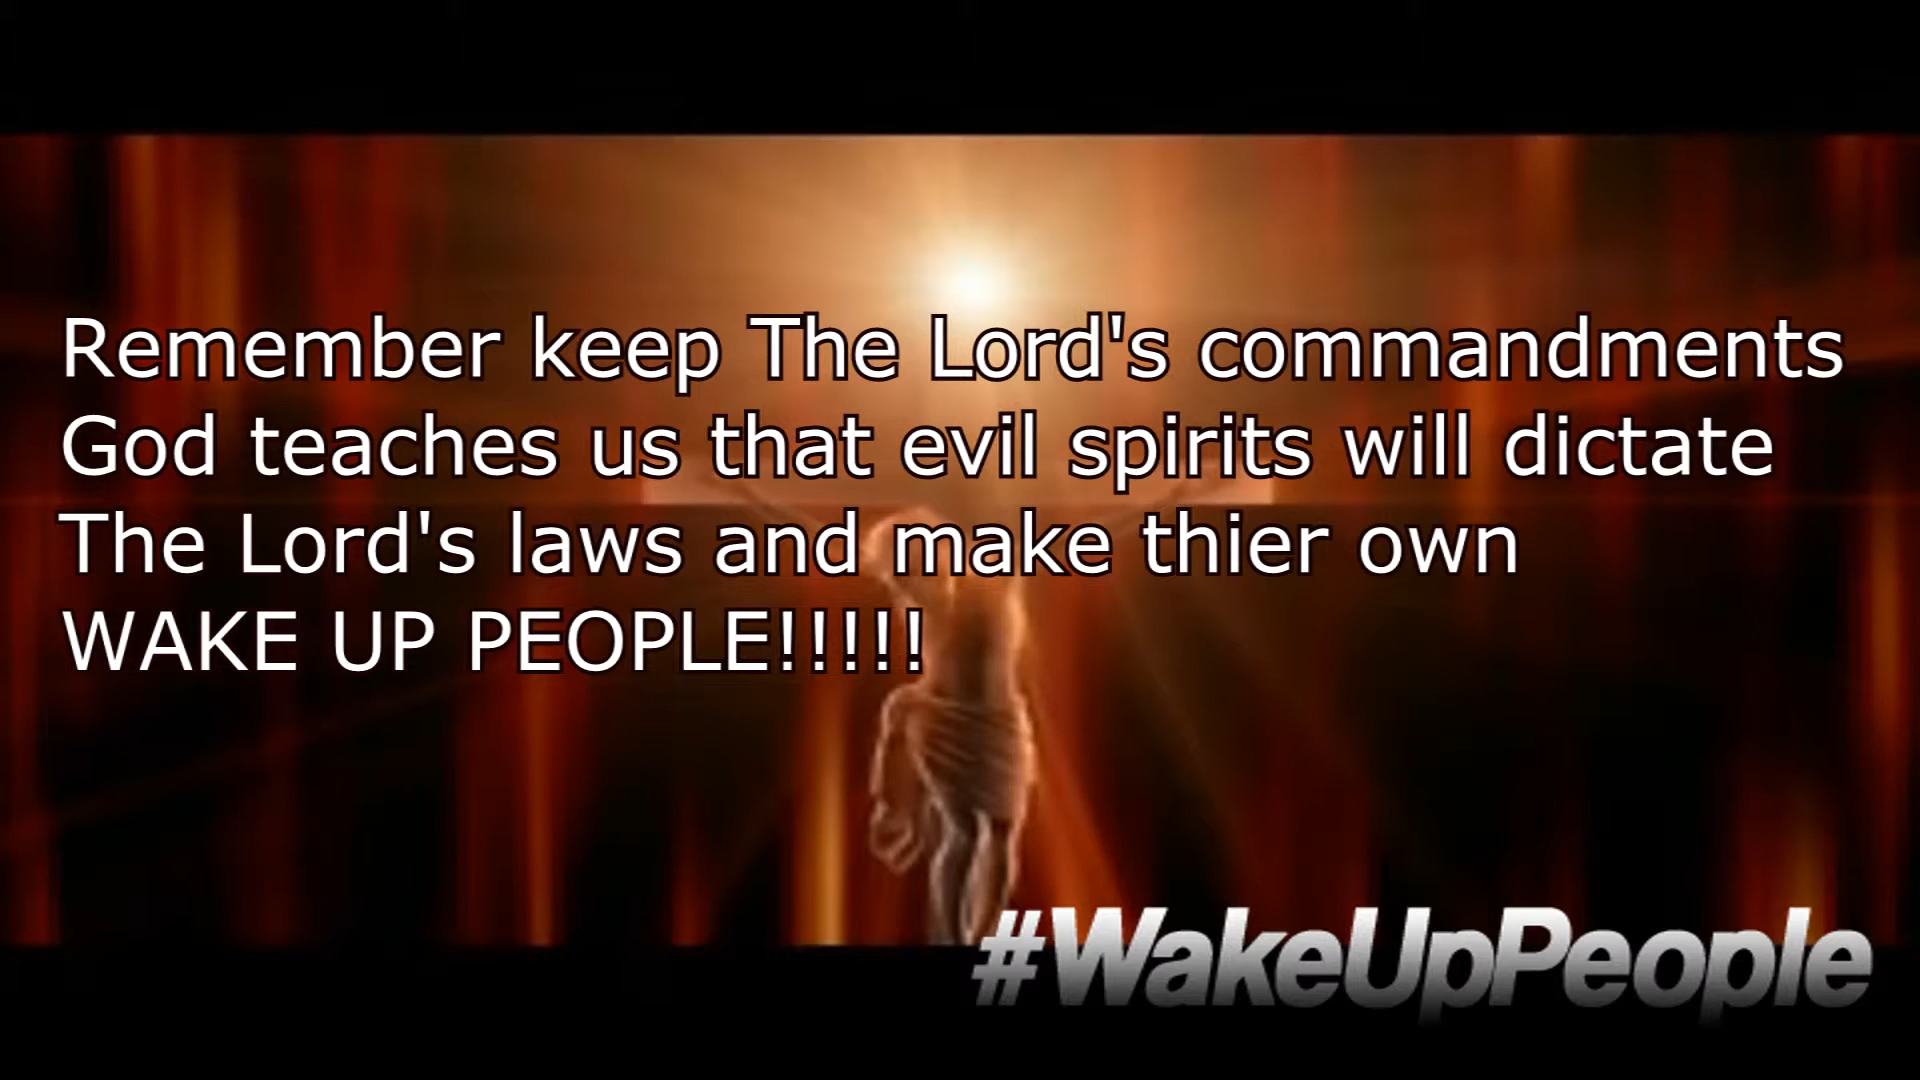 Remember keep The Lord's commandments
God teaches us that evil spirits will dictate
The Lord's laws and make thier own
WAKE UP PEOPLE!!!!!
#WakeUpPeople